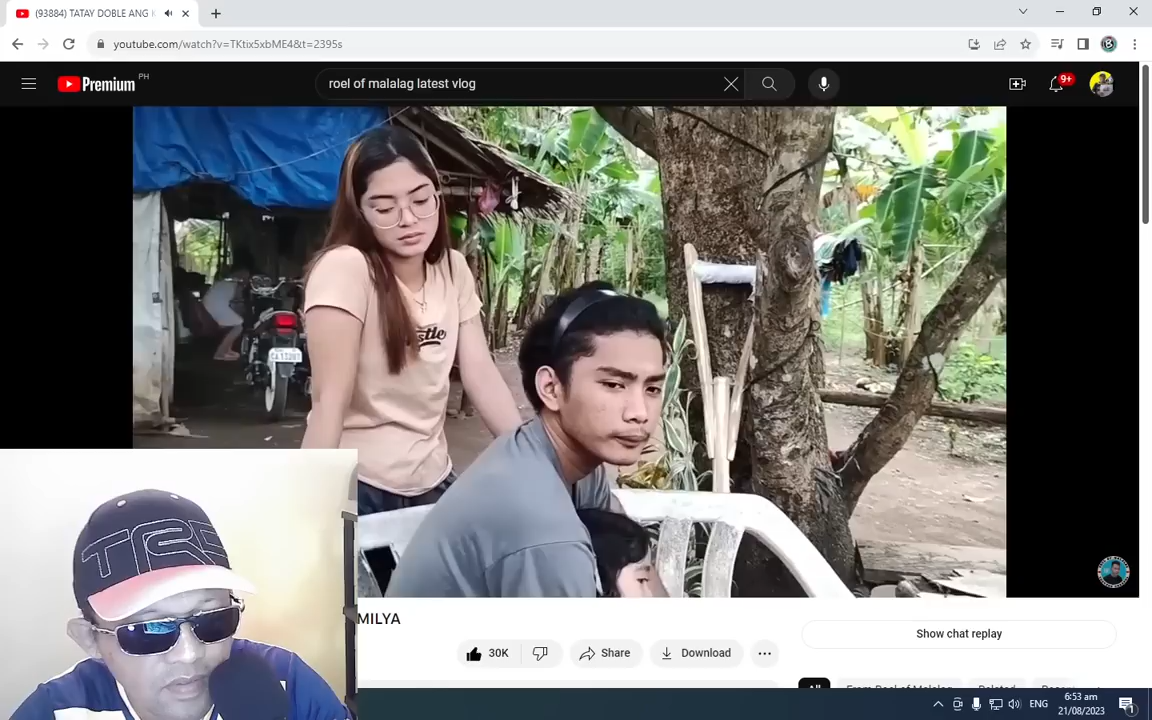 (93884) TATAY DOBLE ANG
youtube.com/watch?v=TKtix5xbME4&t=2395s
Premium PH
roel of malalag latest vlog
9+
MILYA
30K
Share
Download
Show chat replay
ENG
6:53 am
21/08/2023
1